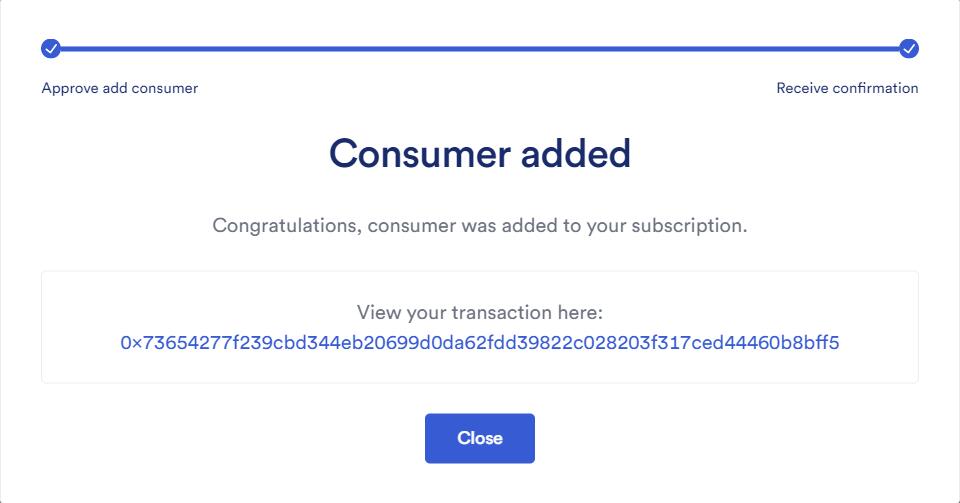 Approve add consumer
Receive confirmation
Consumer added
Congratulations, consumer was added to your subscription.
View your transaction here:
0x73654277f239cbd344eb20699d0da62fdd39822c028203f317ced44460b8bff5
Close